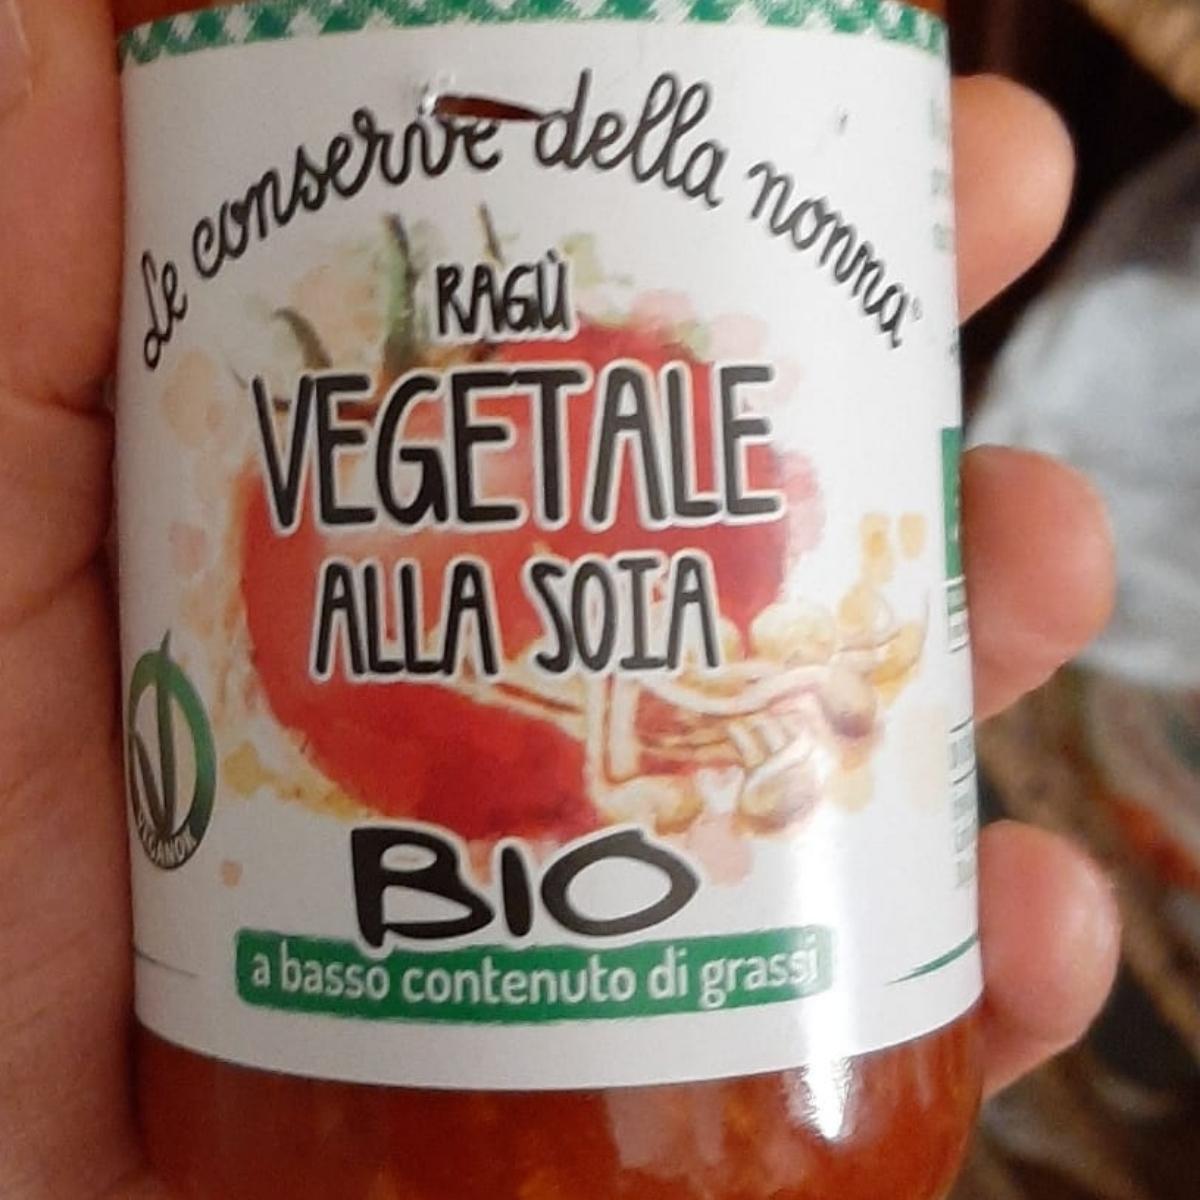 Le conserve della nonna®
RAGÙ
VEGETALE
ALLA SOIA
VEGANOK
BIO
a basso contenuto di grassi